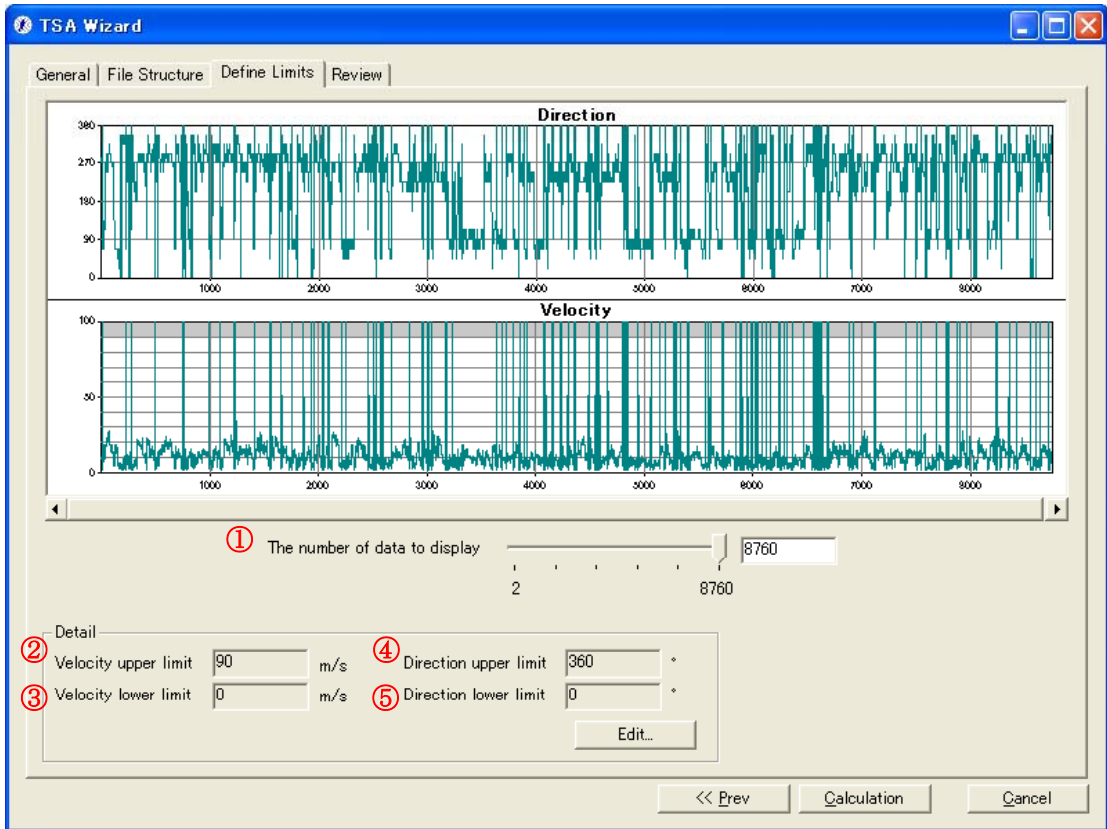 TSA Wizard
General File Structure Define Limits Review
Direction
360
270
180
90
0
1000 2000 3000 4000 5000 6000 7000 8000
Velocity
100
50
0
1000 2000 3000 4000 5000 6000 7000 8000
① The number of data to display 8760
2 8760
Detail
② Velocity upper limit 90 m/s ④ Direction upper limit 360 °
③ Velocity lower limit 0 m/s ⑤ Direction lower limit 0 °
Edit...
<< Prev Calculation Cancel